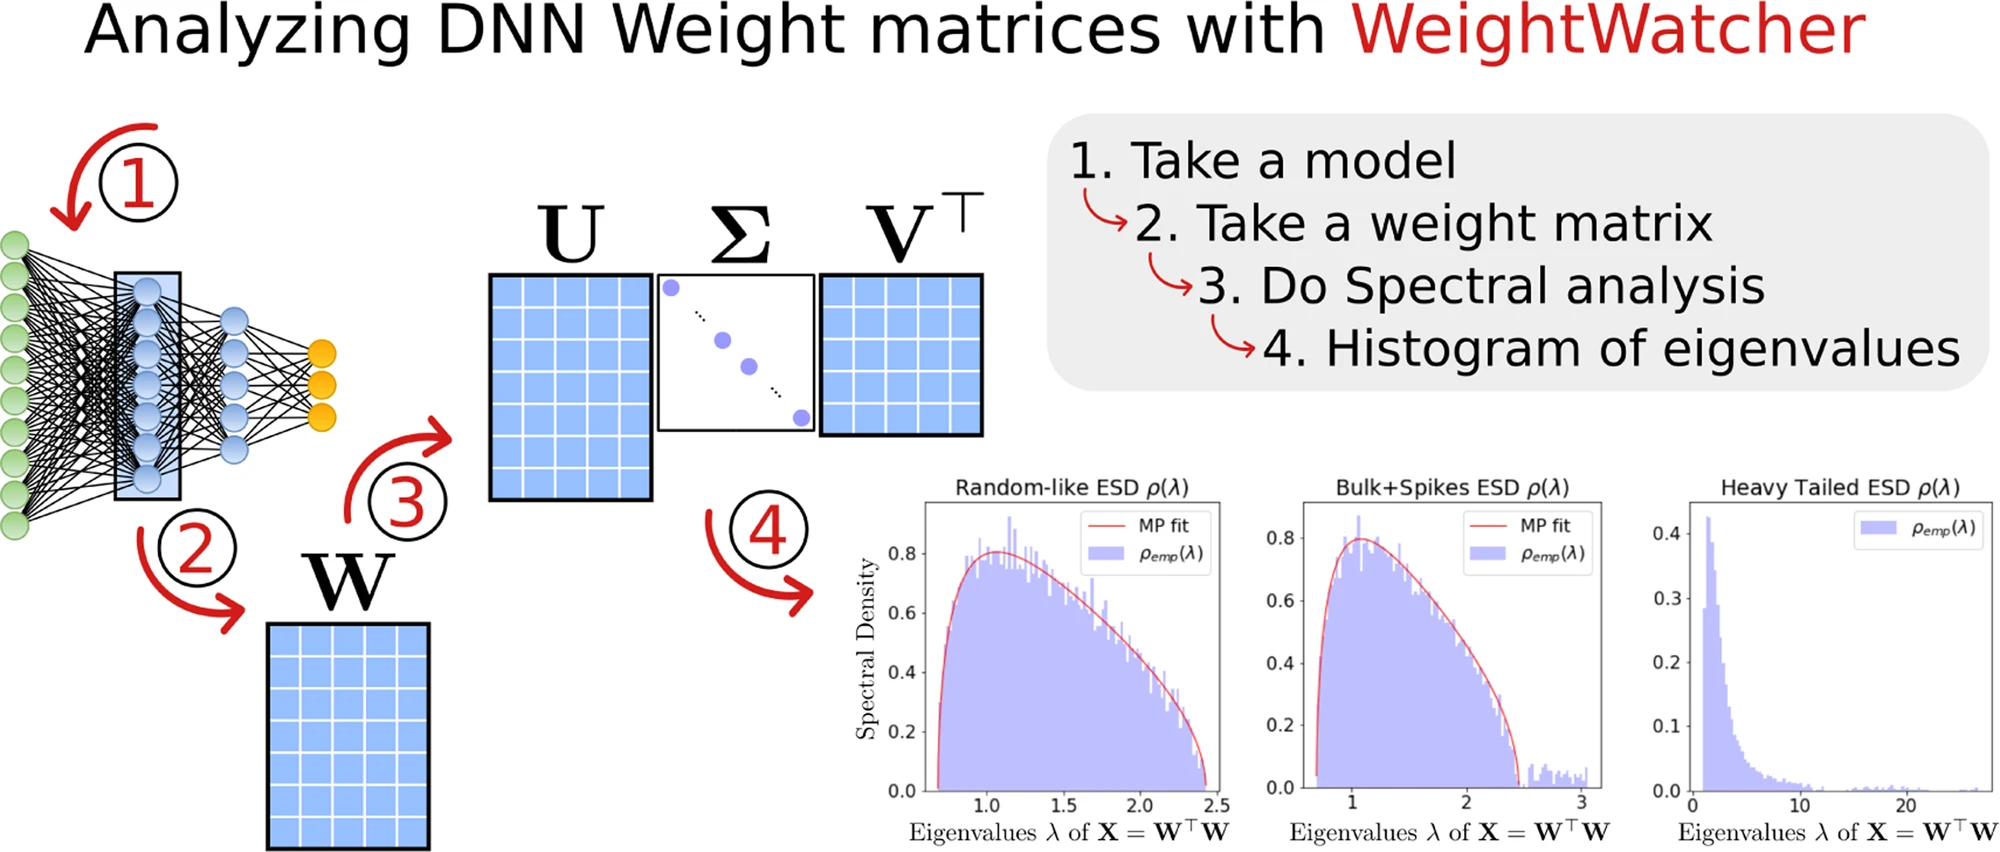 Analyzing DNN Weight matrices with WeightWatcher
1
1. Take a model
2. Take a weight matrix
3. Do Spectral analysis
4. Histogram of eigenvalues
U Σ V⊤
2
3
W
4
Random-like ESD ρ(λ)
MP fit
ρemp(λ)
Spectral Density
0.8
0.6
0.4
0.2
0.0
1.0 1.5 2.0 2.5
Eigenvalues λ of X = W⊤W
Bulk+Spikes ESD ρ(λ)
MP fit
ρemp(λ)
0.8
0.6
0.4
0.2
0.0
1 2 3
Eigenvalues λ of X = W⊤W
Heavy Tailed ESD ρ(λ)
ρemp(λ)
0.4
0.3
0.2
0.1
0.0
0 10 20
Eigenvalues λ of X = W⊤W